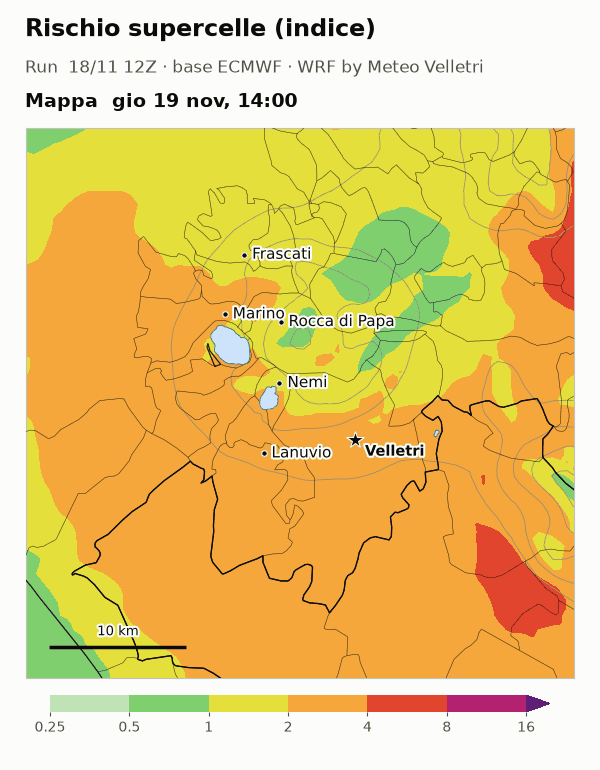 Rischio supercelle (indice)
Run 18/11 12Z · base ECMWF · WRF by Meteo Velletri
Mappa gio 19 nov, 14:00
Frascati
Marino
Rocca di Papa
Nemi
Velletri
Lanuvio
10 km
0.25 0.5 1 2 4 8 16